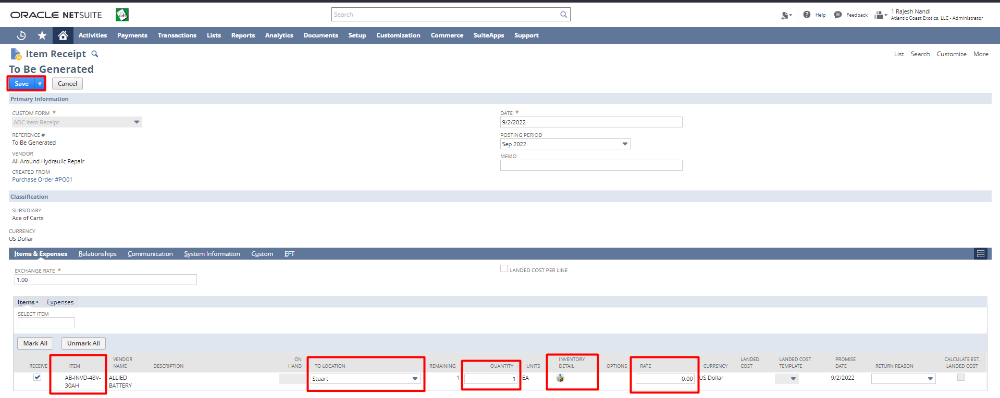 ORACLE NETSUITE
Search
Help
Feedback
1 Rajesh Nandi
Atlantic Coast Exotics, LLC - Administrator
Activities Payments Transactions Lists Reports Analytics Documents Setup Customization Commerce SuiteApps Support
Item Receipt
List Search Customize More
To Be Generated
Save Cancel
Primary Information
CUSTOM FORM *
AOC Item Receipt
REFERENCE #
To Be Generated
VENDOR
All Around Hydraulic Repair
CREATED FROM
Purchase Order #PO01
DATE *
9/2/2022
POSTING PERIOD
Sep 2022
MEMO
Classification
SUBSIDIARY
Ace of Carts
CURRENCY
US Dollar
Items & Expenses Relationships Communication System Information Custom EFT
EXCHANGE RATE *
1.00
LANDED COST PER LINE
Items • Expenses
SELECT ITEM
Mark All Unmark All
RECEIVE ITEM VENDOR NAME DESCRIPTION ON HAND TO LOCATION REMAINING QUANTITY UNITS INVENTORY DETAIL OPTIONS RATE CURRENCY LANDED COST LANDED COST TEMPLATE PROMISE DATE RETURN REASON CALCULATE EST. LANDED COST
AB-INVD-48V-30AH ALLIED BATTERY Stuart 1 1 EA 0.00 US Dollar 9/2/2022